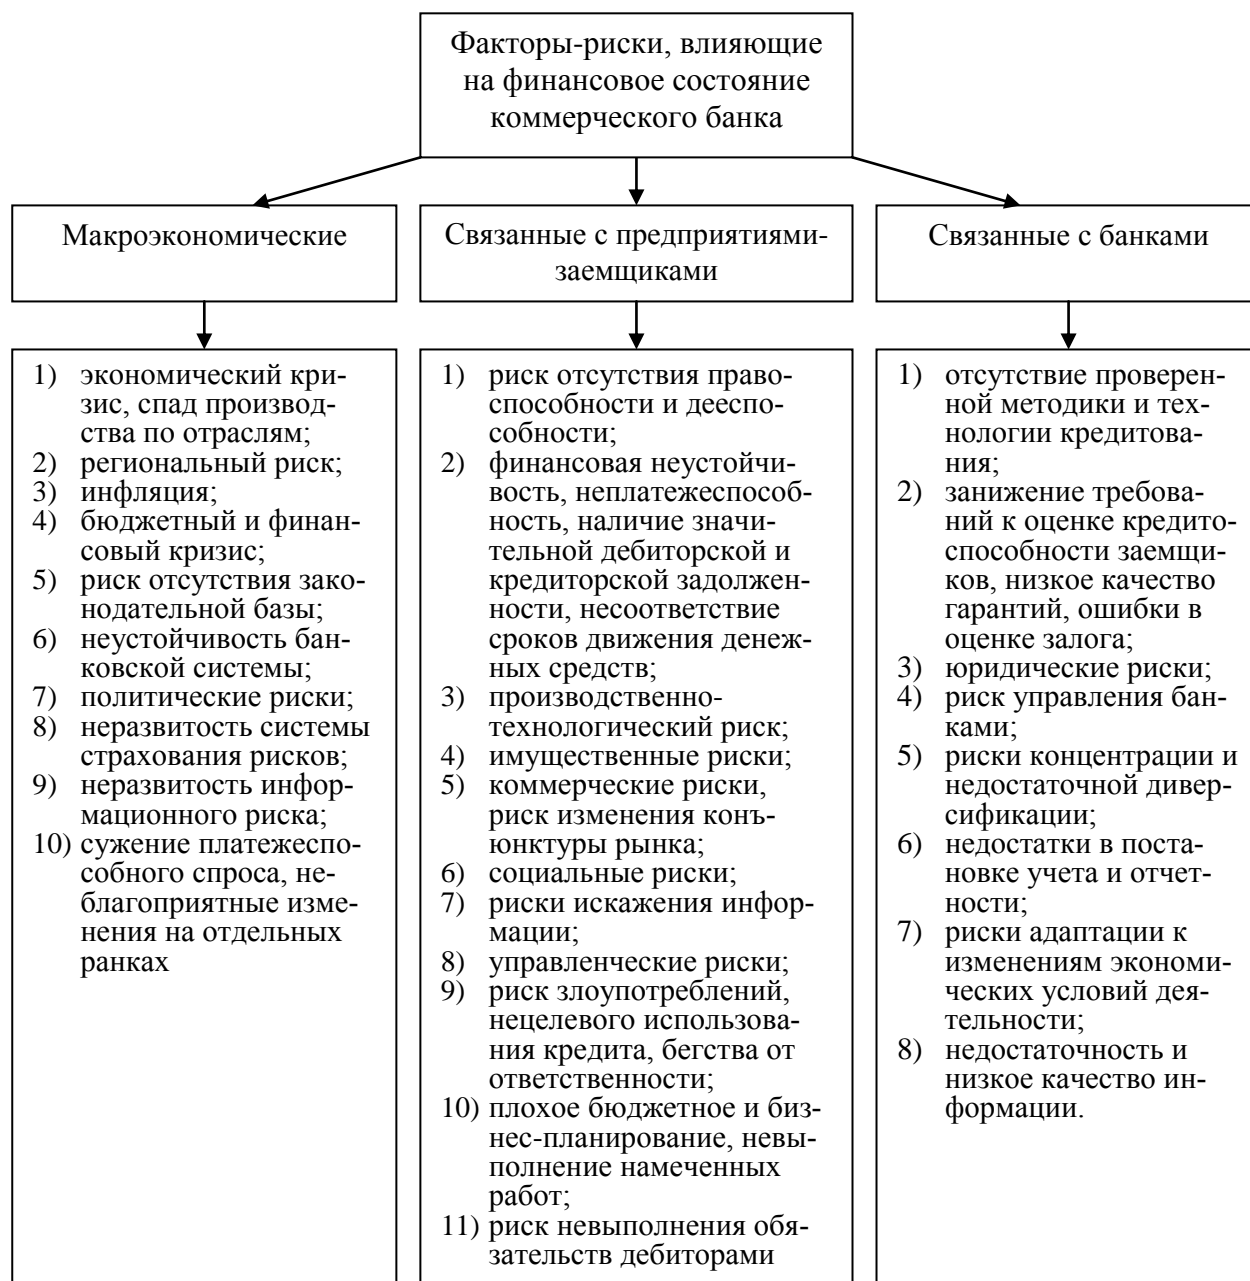 Факторы-риски, влияющие
на финансовое состояние
коммерческого банка
Макроэкономические
Связанные с предприятиями-
заемщиками
Связанные с банками
1) экономический кри-
зис, спад производ-
ства по отраслям;
2) региональный риск;
3) инфляция;
4) бюджетный и финан-
совый кризис;
5) риск отсутствия зако-
нодательной базы;
6) неустойчивость бан-
ковской системы;
7) политические риски;
8) неразвитость системы
страхования рисков;
9) неразвитость инфор-
мационного риска;
10) сужение платежеспо-
собного спроса, не-
благоприятные изме-
нения на отдельных
ранках
1) риск отсутствия право-
способности и дееспо-
собности;
2) финансовая неустойчи-
вость, неплатежеспособ-
ность, наличие значи-
тельной дебиторской и
кредиторской задолжен-
ности, несоответствие
сроков движения денеж-
ных средств;
3) производственно-
технологический риск;
4) имущественные риски;
5) коммерческие риски,
риск изменения конъ-
юнктуры рынка;
6) социальные риски;
7) риски искажения инфор-
мации;
8) управленческие риски;
9) риск злоупотреблений,
нецелевого использова-
ния кредита, бегства от
ответственности;
10) плохое бюджетное и биз-
нес-планирование, невы-
полнение намеченных
работ;
11) риск невыполнения обя-
зательств дебиторами
1) отсутствие проверен-
ной методики и тех-
нологии кредитова-
ния;
2) занижение требова-
ний к оценке кредито-
способности заемщи-
ков, низкое качество
гарантий, ошибки в
оценке залога;
3) юридические риски;
4) риск управления бан-
ками;
5) риски концентрации и
недостаточной дивер-
сификации;
6) недостатки в поста-
новке учета и отчет-
ности;
7) риски адаптации к
изменениям экономи-
ческих условий дея-
тельности;
8) недостаточность и
низкое качество ин-
формации.